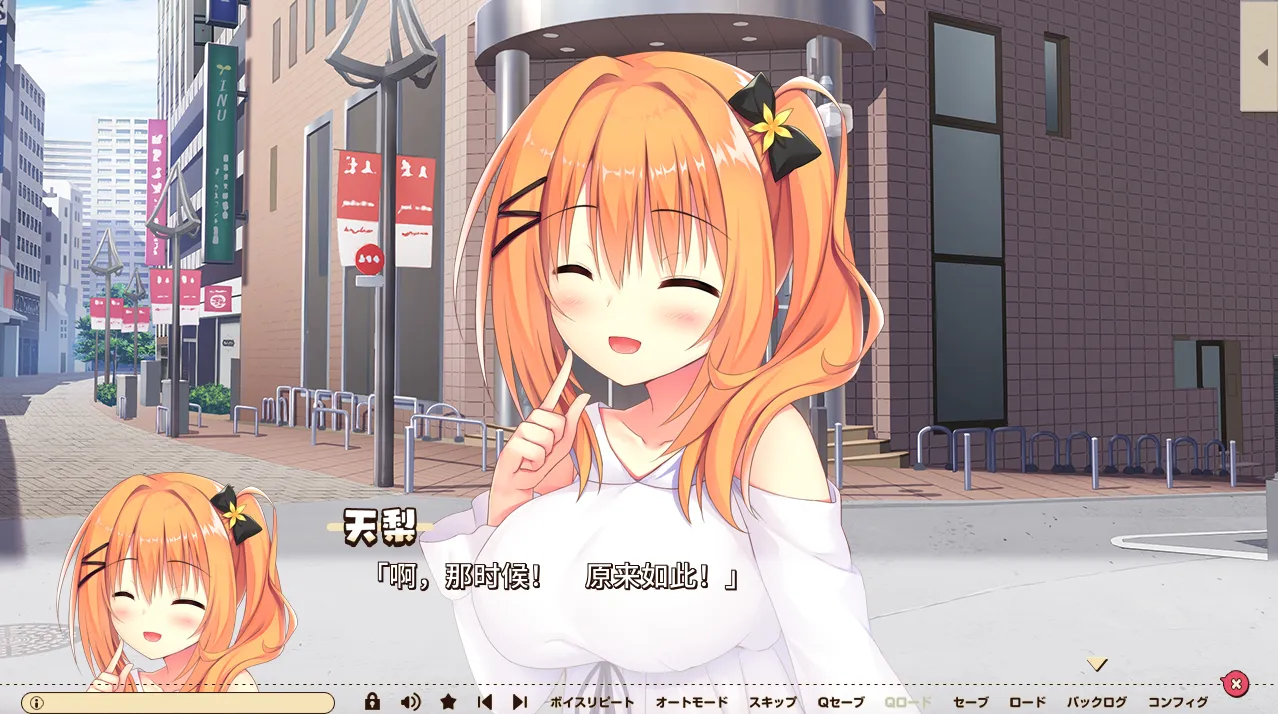 INU
天梨
「啊，那时候！　原来如此！」
ボイスリピート オートモード スキップ Qセーブ Qロード セーブ ロード バックログ コンフィグ